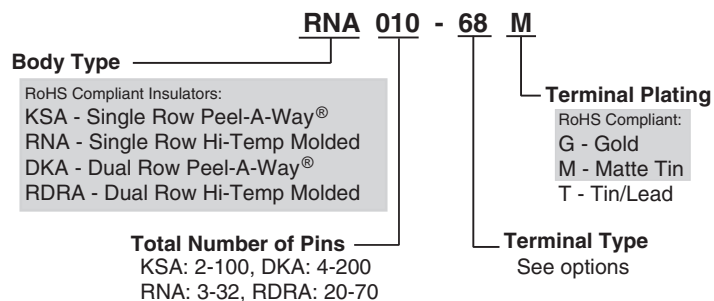 RNA 010 - 68 M
Body Type
RoHS Compliant Insulators:
KSA - Single Row Peel-A-Way®
RNA - Single Row Hi-Temp Molded
DKA - Dual Row Peel-A-Way®
RDRA - Dual Row Hi-Temp Molded
Terminal Plating
RoHS Compliant:
G - Gold
M - Matte Tin
T - Tin/Lead
Total Number of Pins
KSA: 2-100, DKA: 4-200
RNA: 3-32, RDRA: 20-70
Terminal Type
See options